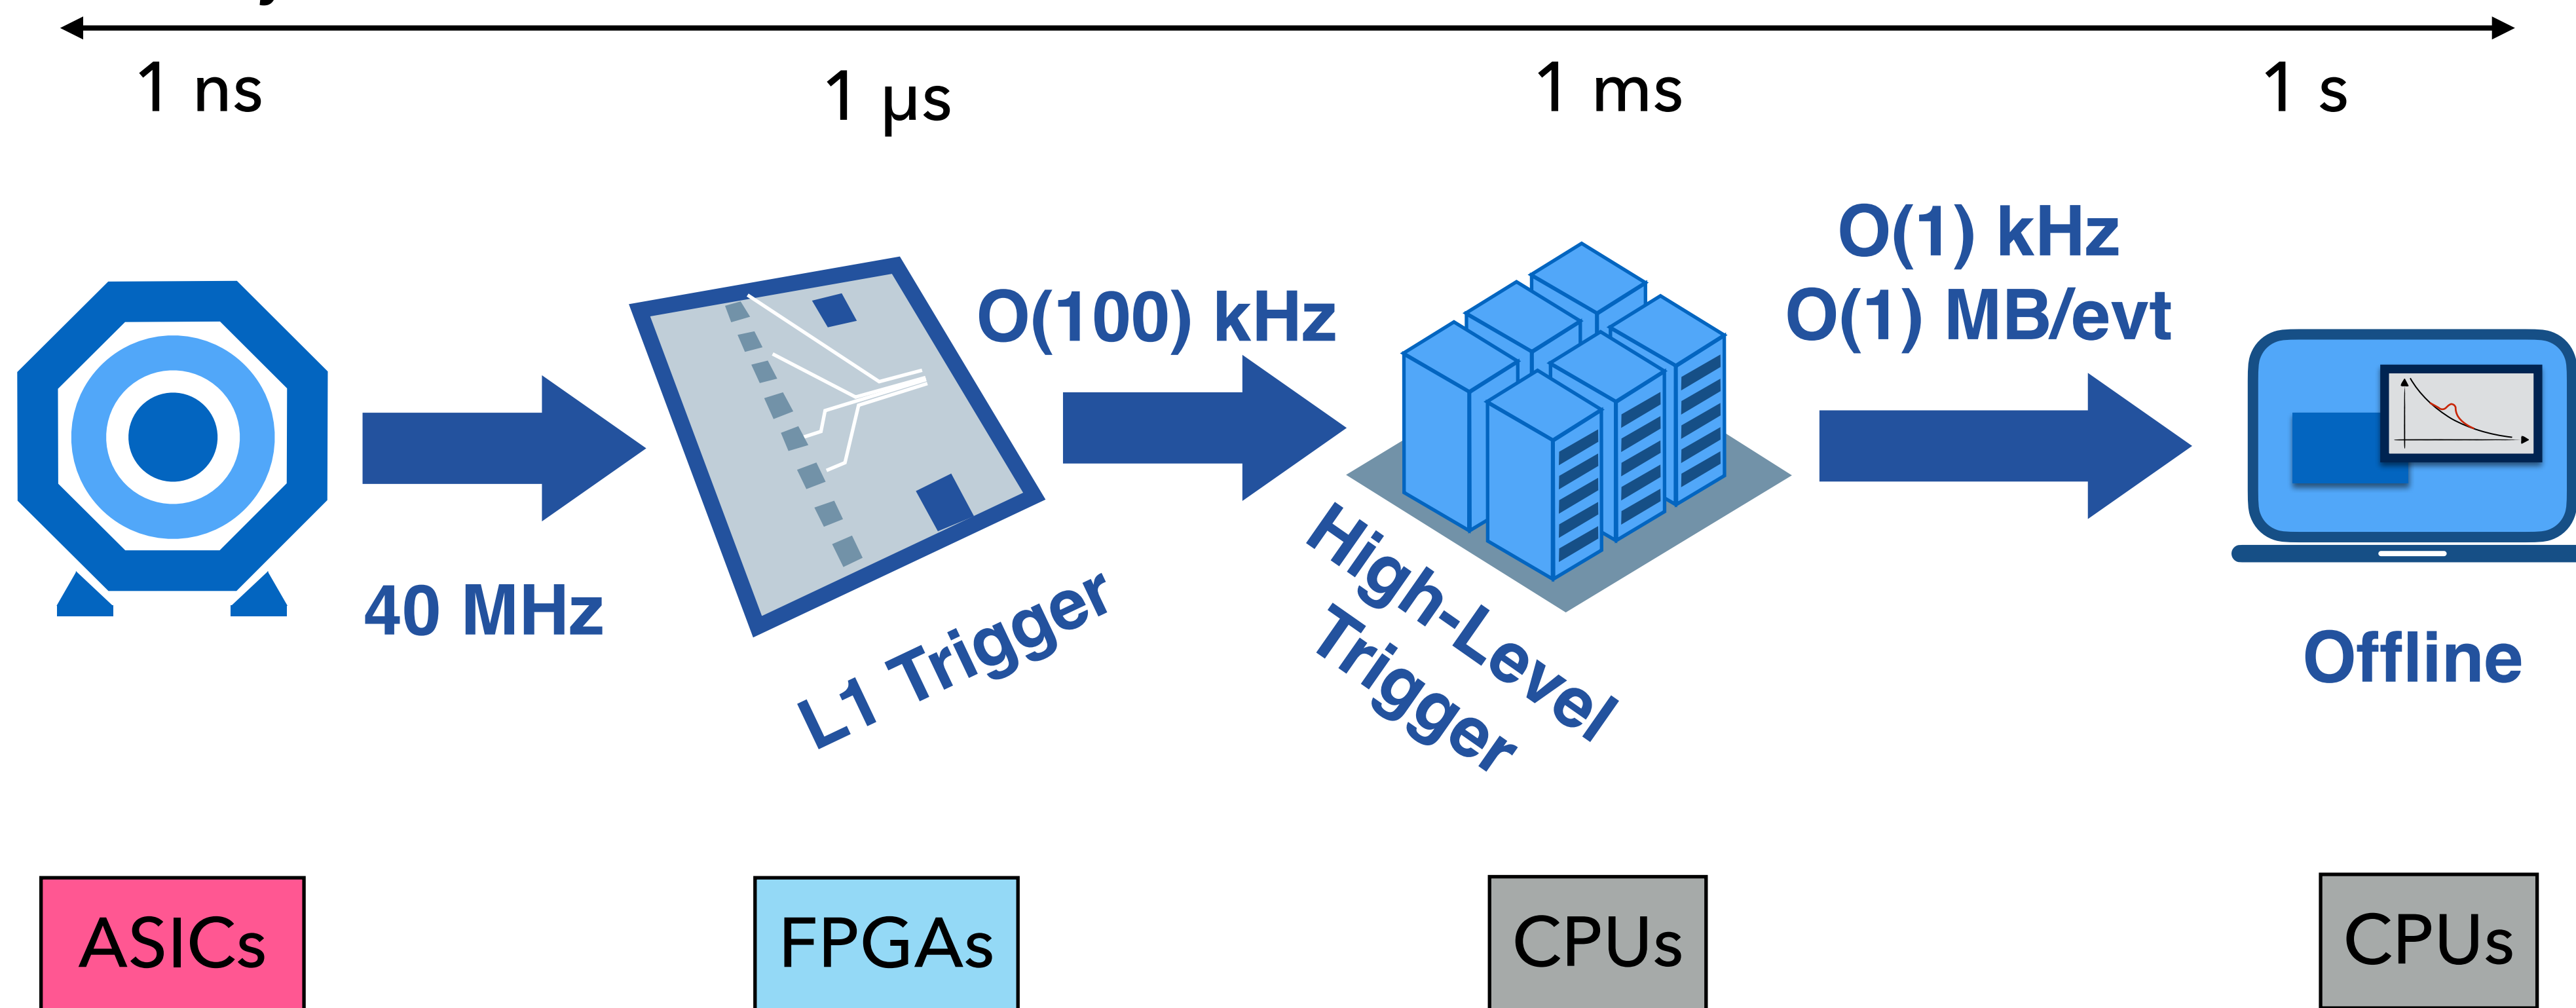 1 ns
1 µs
1 ms
1 s
O(1) kHz
O(100) kHz
O(1) MB/evt
40 MHz
L1 Trigger
High-Level
Trigger
Offline
ASICs
FPGAs
CPUs
CPUs